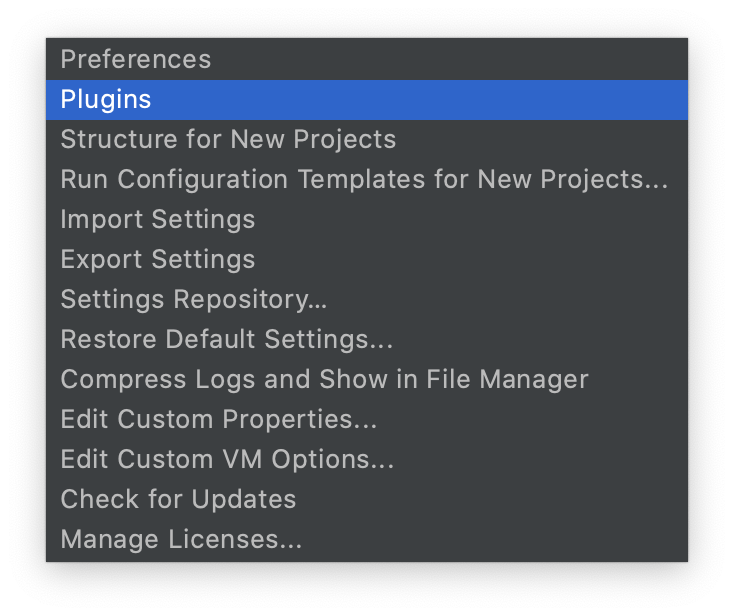 Preferences
Plugins
Structure for New Projects
Run Configuration Templates for New Projects...
Import Settings
Export Settings
Settings Repository...
Restore Default Settings...
Compress Logs and Show in File Manager
Edit Custom Properties...
Edit Custom VM Options...
Check for Updates
Manage Licenses...